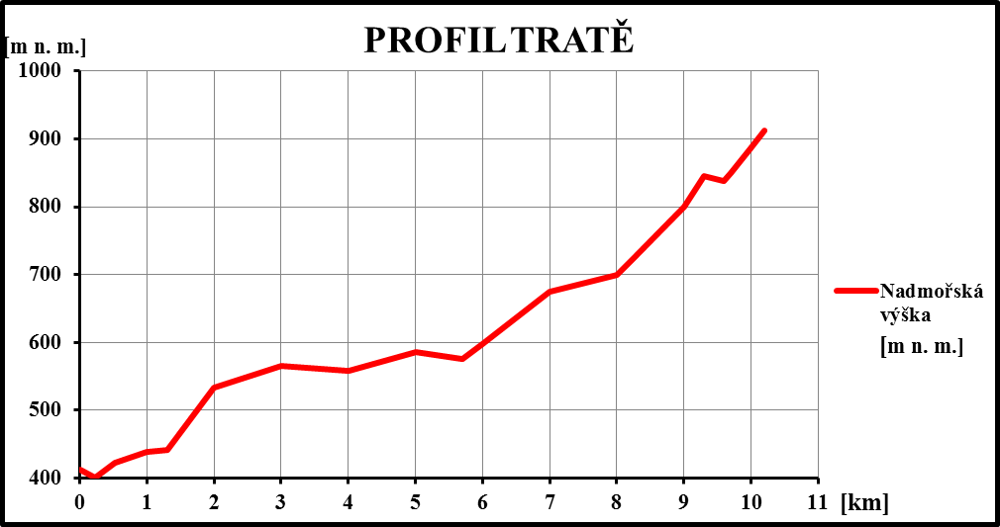 PROFIL TRATĚ
[m n. m.]
1000
900
800
700
600
500
400
0 1 2 3 4 5 6 7 8 9 10 11 [km]
Nadmořská
výška
[m n. m.]